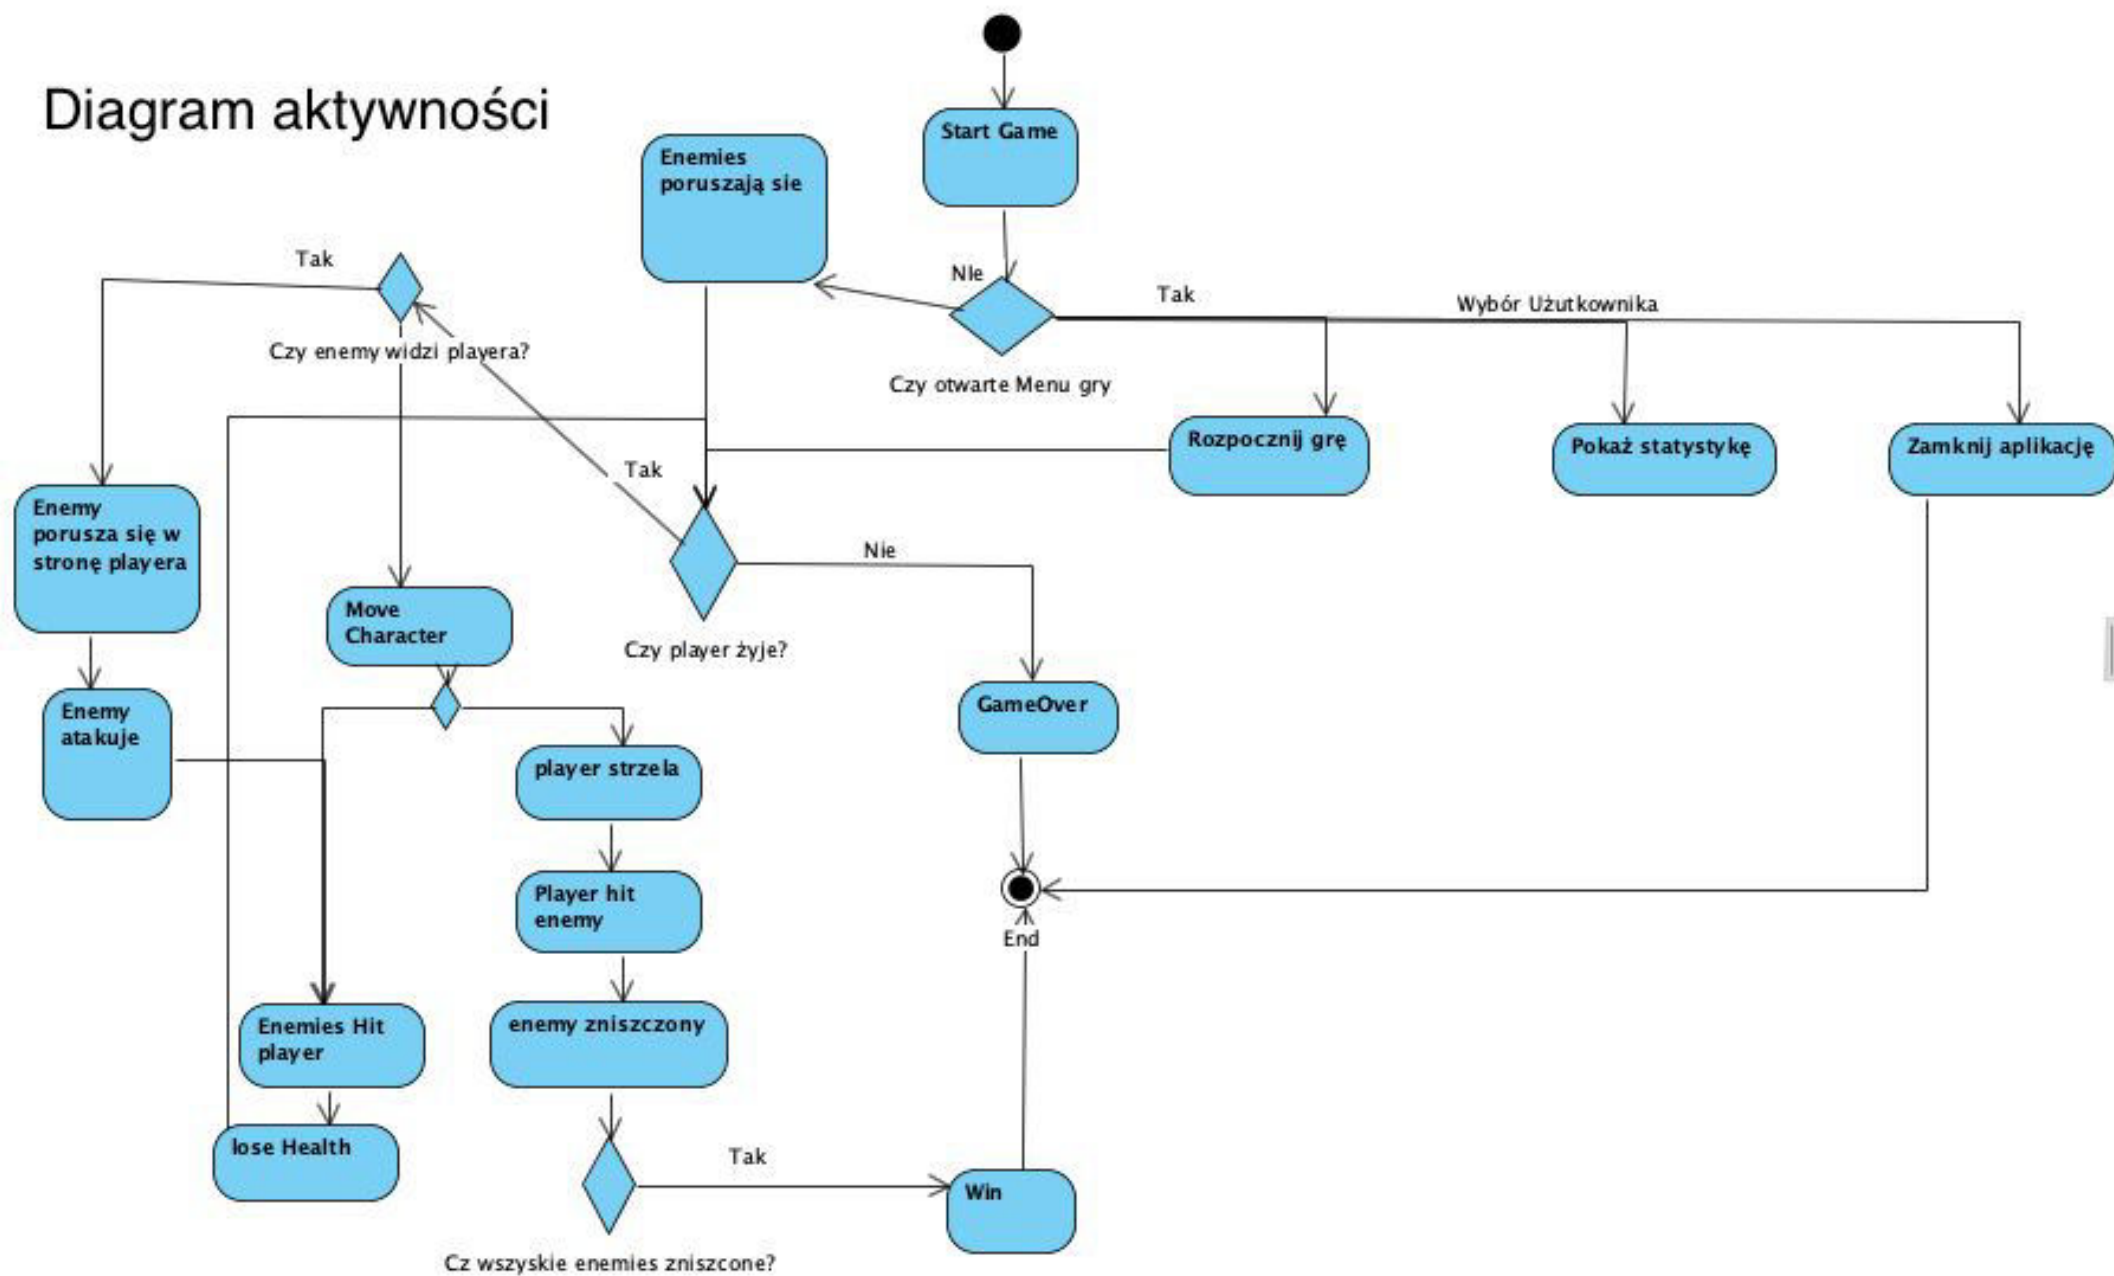 Diagram aktywności
Start Game
Enemies
poruszają sie
Tak
NIe
Tak
Wybór Użutkownika
Czy enemy widzi playera?
Czy otwarte Menu gry
Rozpocznij grę
Pokaż statystykę
Zamknij aplikację
Tak
Enemy
porusza się w
stronę playera
Nie
Move
Character
Czy player żyje?
Enemy
atakuje
GameOver
player strzela
Player hit
enemy
End
Enemies Hit
player
enemy zniszczony
lose Health
Tak
Win
Cz wszyskie enemies zniszcone?